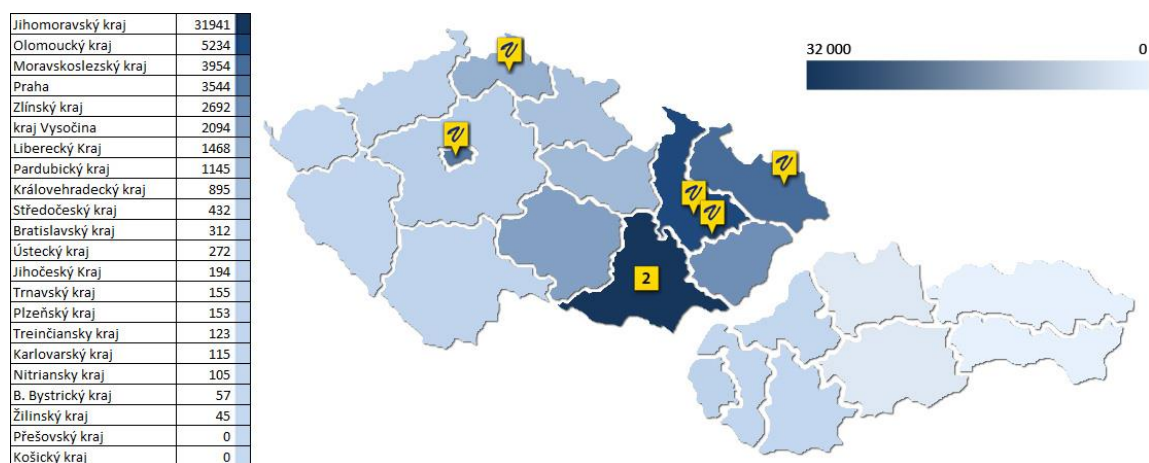 Jihomoravský kraj 31941
Olomoucký kraj 5234
Moravskoslezský kraj 3954
Praha 3544
Zlínský kraj 2692
kraj Vysočina 2094
Liberecký Kraj 1468
Pardubický kraj 1145
Královehradecký kraj 895
Středočeský kraj 432
Bratislavský kraj 312
Ústecký kraj 272
Jihočeský Kraj 194
Trnavský kraj 155
Plzeňský kraj 153
Treinčiansky kraj 123
Karlovarský kraj 115
Nitriansky kraj 105
B. Bystrický kraj 57
Žilinský kraj 45
Přešovský kraj 0
Košický kraj 0
32 000 0
V
V
V
V
V
2